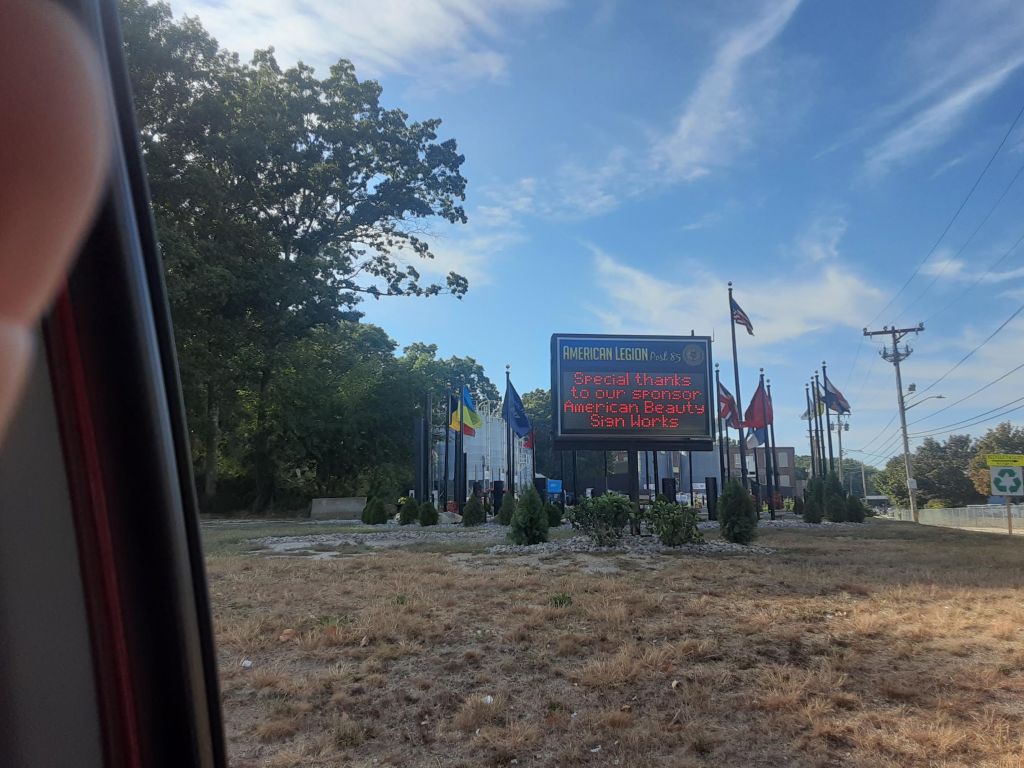 AMERICAN LEGION Post 85
Special thanks
to our sponsor
American Beauty
Sign Works